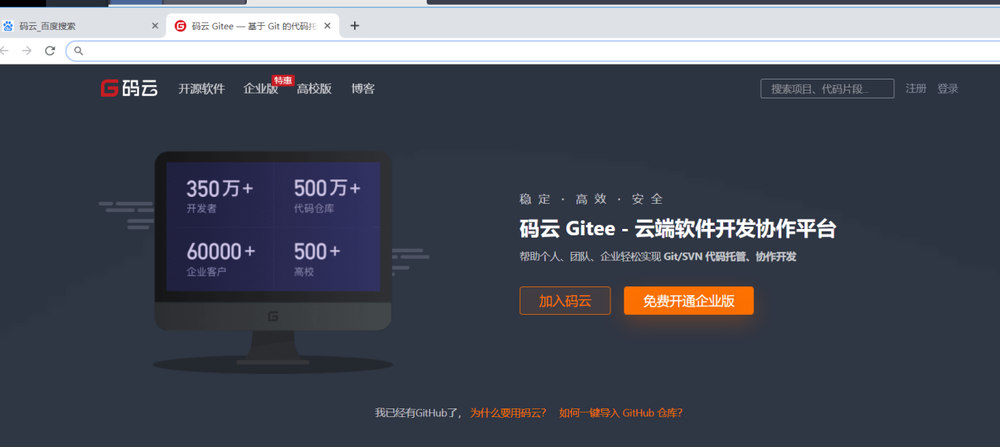 码云_百度搜索
码云 Gitee — 基于 Git 的代码托
G 码云
开源软件 企业版 特惠 高校版 博客
搜索项目、代码片段...
注册 登录
350万+ 500万+
开发者 代码仓库
60000+ 500+
企业客户 高校
稳定 · 高效 · 安全
码云 Gitee - 云端软件开发协作平台
帮助个人、团队、企业轻松实现 Git/SVN 代码托管、协作开发
加入码云 免费开通企业版
我已经有GitHub了， 为什么要用码云? 如何一键导入 GitHub 仓库?